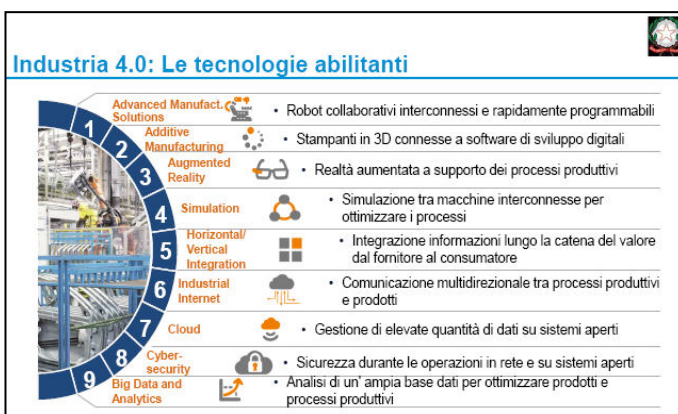 Industria 4.0: Le tecnologie abilitanti
1
Advanced Manufact.
Solutions
• Robot collaborativi interconnessi e rapidamente programmabili
2
Additive
Manufacturing
• Stampanti in 3D connesse a software di sviluppo digitali
3
Augmented
Reality
• Realtà aumentata a supporto dei processi produttivi
4
Simulation
• Simulazione tra macchine interconnesse per
ottimizzare i processi
5
Horizontal/
Vertical
Integration
• Integrazione informazioni lungo la catena del valore
dal fornitore al consumatore
6
Industrial
Internet
• Comunicazione multidirezionale tra processi produttivi
e prodotti
7
Cloud
• Gestione di elevate quantità di dati su sistemi aperti
8
Cyber-
security
• Sicurezza durante le operazioni in rete e su sistemi aperti
9
Big Data and
Analytics
• Analisi di un' ampia base dati per ottimizzare prodotti e
processi produttivi